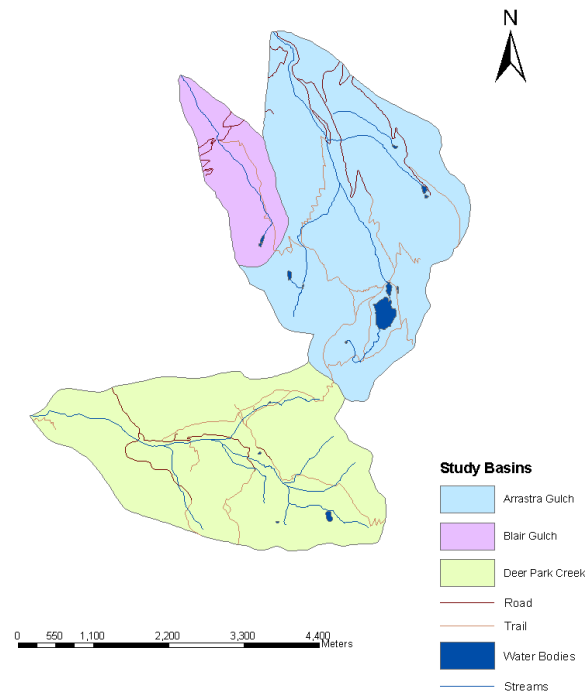 N
Study Basins
Arrastra Gulch
Blair Gulch
Deer Park Creek
Road
Trail
Water Bodies
Streams
0 550 1,100 2,200 3,300 4,400
Meters